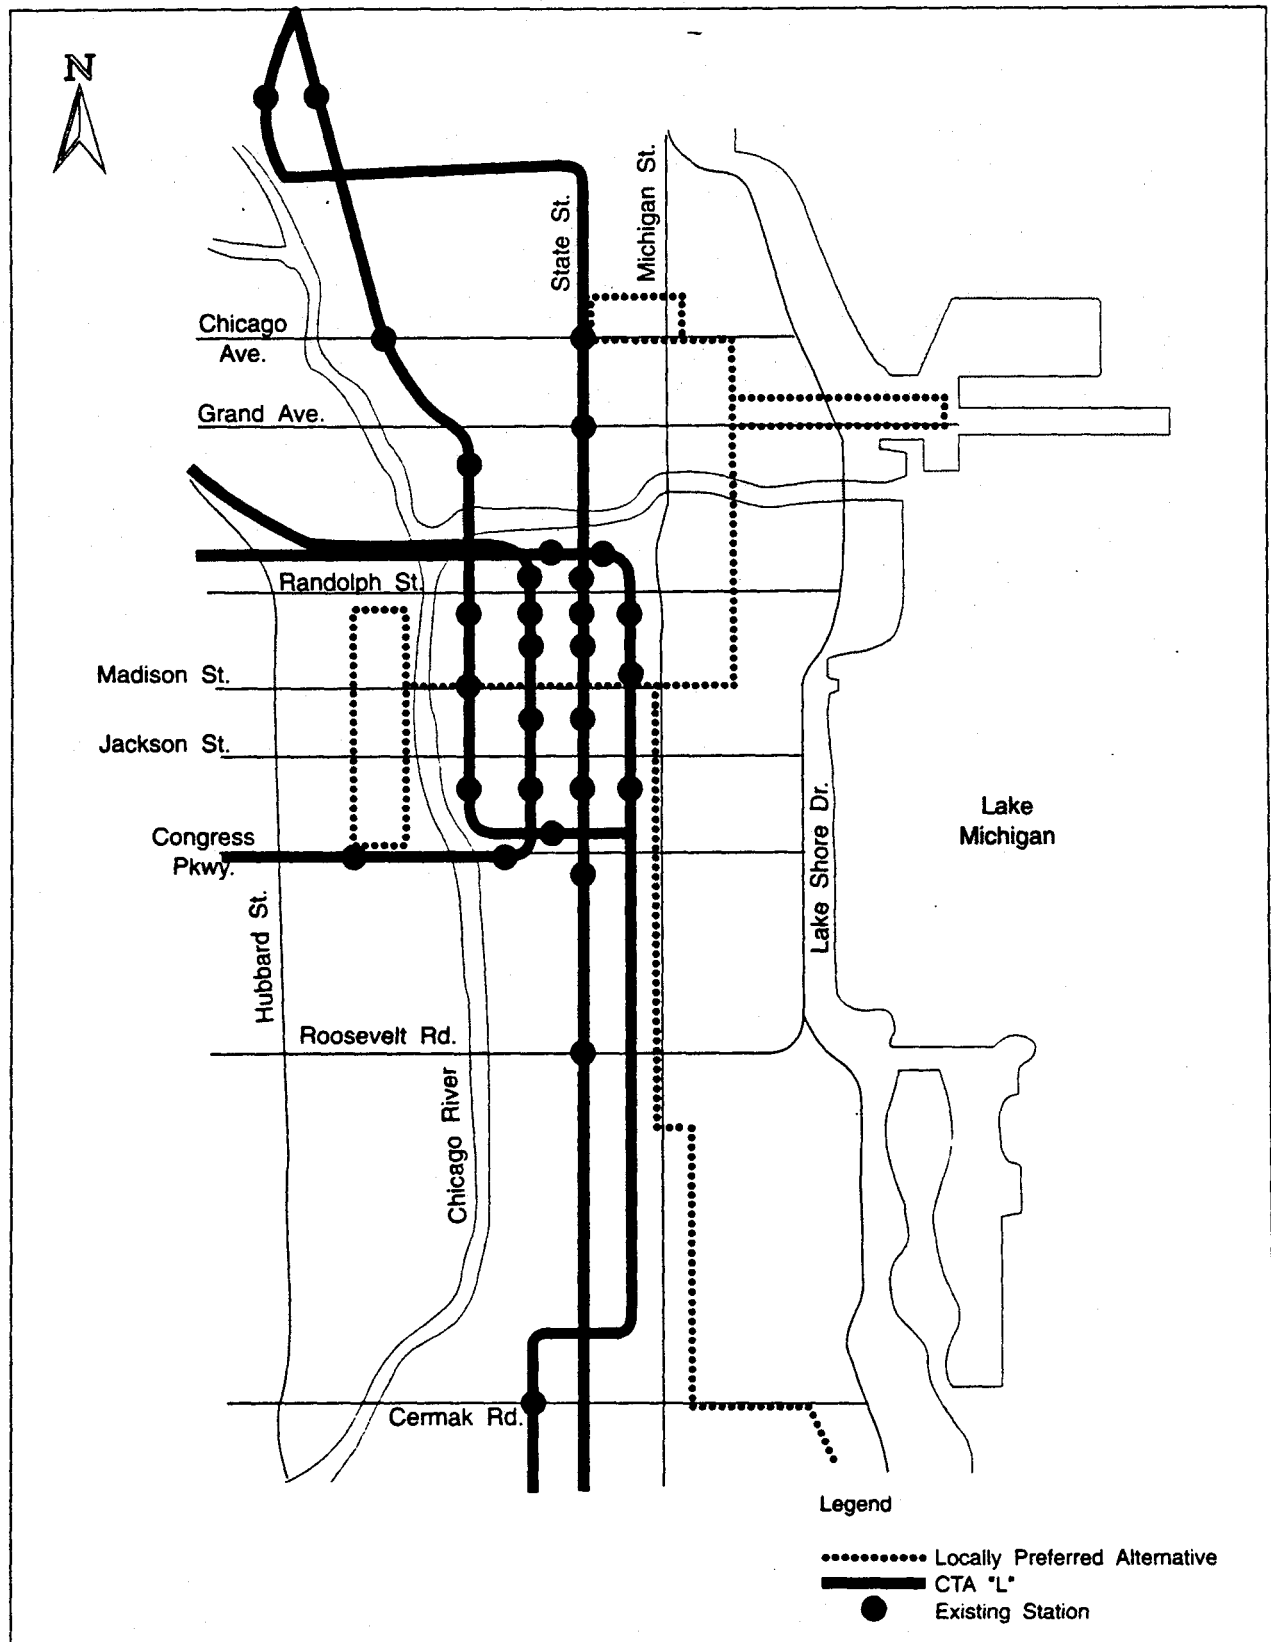 N
State St.
Michigan St.
Chicago
Ave.
Grand Ave.
Randolph St.
Madison St.
Jackson St.
Congress
Pkwy.
Hubbard St.
Lake Shore Dr.
Lake
Michigan
Roosevelt Rd.
Chicago River
Cermak Rd.
Legend
Locally Preferred Alternative
CTA "L"
Existing Station